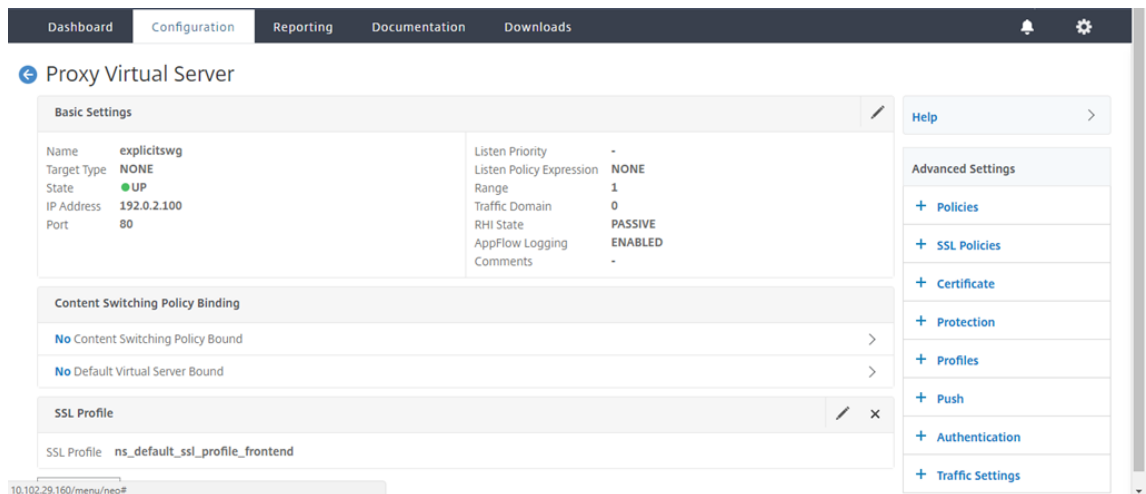 Dashboard Configuration Reporting Documentation Downloads
Proxy Virtual Server
Basic Settings
Name explicitswg
Target Type NONE
State UP
IP Address 192.0.2.100
Port 80
Listen Priority -
Listen Policy Expression NONE
Range 1
Traffic Domain 0
RHI State PASSIVE
AppFlow Logging ENABLED
Comments -
Content Switching Policy Binding
No Content Switching Policy Bound
No Default Virtual Server Bound
SSL Profile
SSL Profile ns_default_ssl_profile_frontend
10.102.29.160/menu/neo#
Help
Advanced Settings
+ Policies
+ SSL Policies
+ Certificate
+ Protection
+ Profiles
+ Push
+ Authentication
+ Traffic Settings